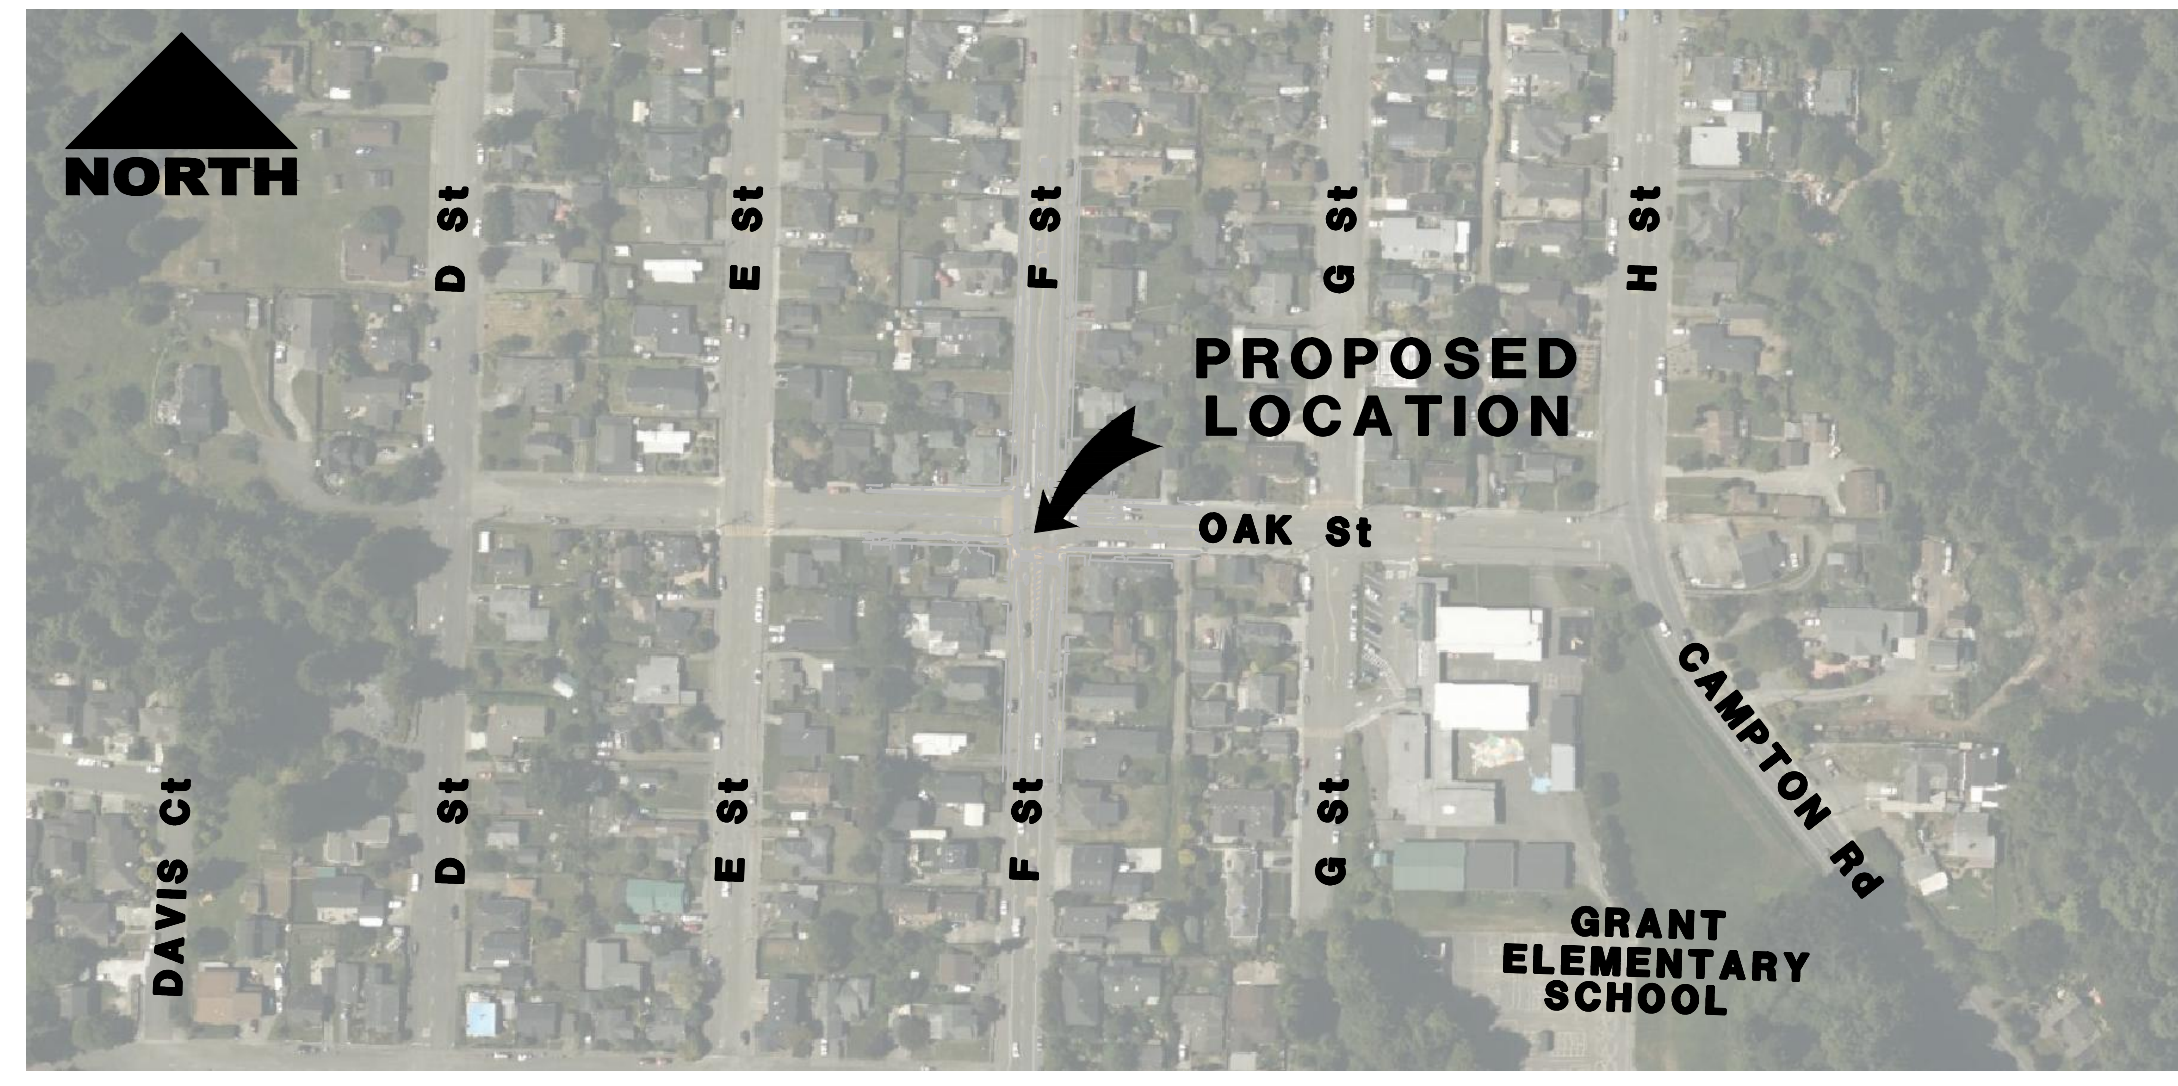 NORTH
D St
E St
F St
G St
H St
PROPOSED
LOCATION
OAK St
CAMPTON Rd
DAVIS Ct
D St
E St
F St
G St
GRANT
ELEMENTARY
SCHOOL